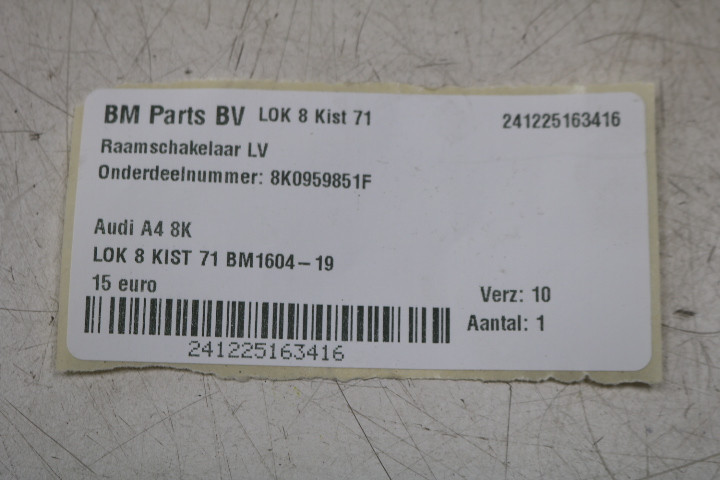 BM Parts BV LOK 8 Kist 71 241225163416
Raamschakelaar LV
Onderdeelnummer: 8K0959851F
Audi A4 8K
LOK 8 KIST 71 BM1604-19
15 euro
Verz: 10
Aantal: 1
241225163416